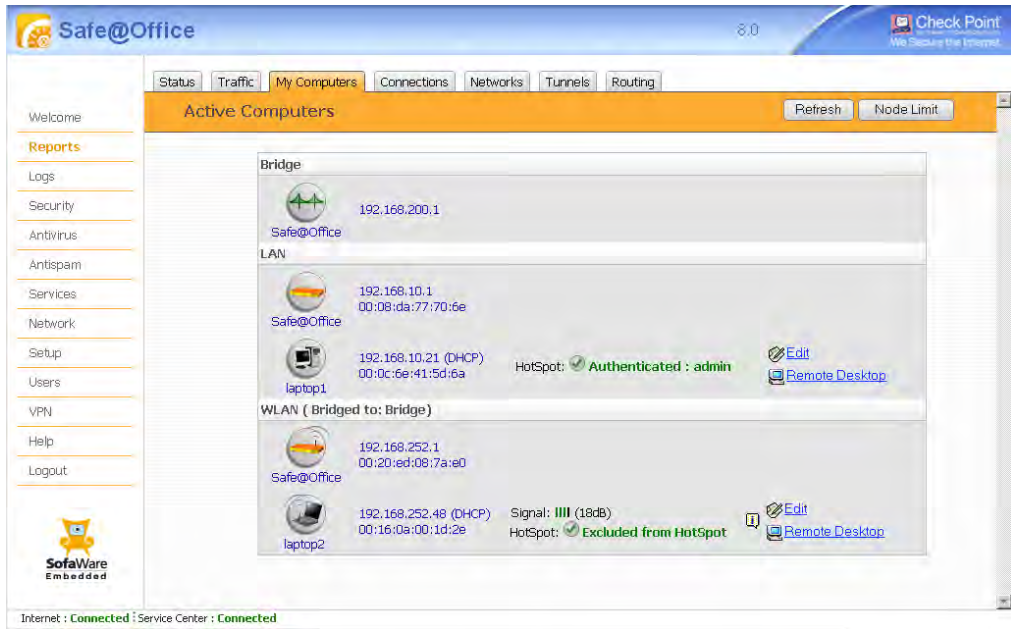 Safe@Office
8.0
Check Point
We Secure the Internet.
Status Traffic My Computers Connections Networks Tunnels Routing
Active Computers
Refresh Node Limit
Welcome
Reports
Logs
Security
Antivirus
Antispam
Services
Network
Setup
Users
VPN
Help
Logout
SofaWare
Embedded
Bridge
192.168.200.1
Safe@Office
LAN
192.168.10.1
00:08:da:77:70:6e
Safe@Office
192.168.10.21 (DHCP)
00:0c:6e:41:5d:6a
HotSpot: Authenticated : admin
Edit
Remote Desktop
laptop1
WLAN ( Bridged to: Bridge )
192.168.252.1
00:20:ed:08:7a:e0
Safe@Office
192.168.252.48 (DHCP)
00:16:0a:00:1d:2e
Signal: (18dB)
HotSpot: Excluded from HotSpot
Edit
Remote Desktop
laptop2
Internet : Connected Service Center : Connected